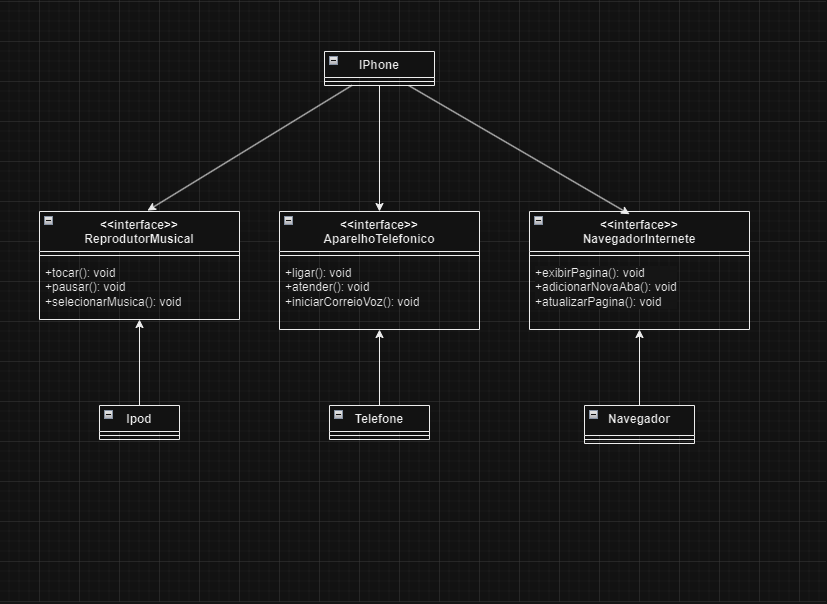 IPhone
<<interface>>
ReprodutorMusical
+tocar(): void
+pausar(): void
+selecionarMusica(): void
<<interface>>
AparelhoTelefonico
+ligar(): void
+atender(): void
+iniciarCorreioVoz(): void
<<interface>>
NavegadorInternete
+exibirPagina(): void
+adicionarNovaAba(): void
+atualizarPagina(): void
Ipod
Telefone
Navegador